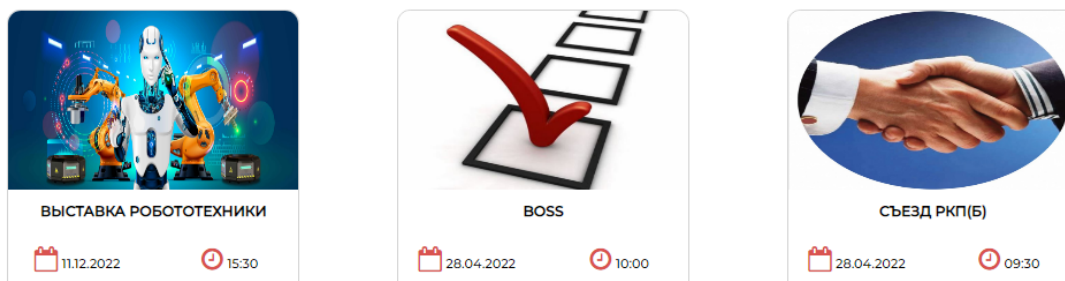 ВЫСТАВКА РОБОТОТЕХНИКИ
11.12.2022 15:30
BOSS
28.04.2022 10:00
СЪЕЗД РКП(Б)
28.04.2022 09:30